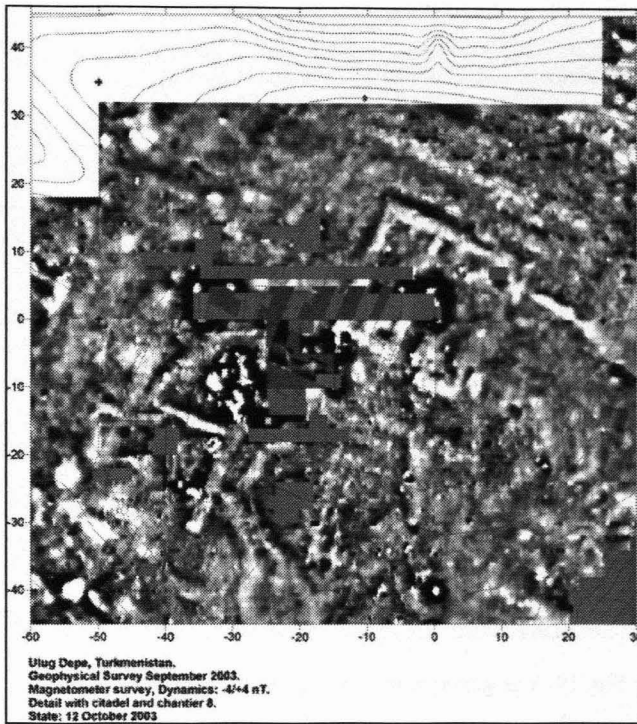 40
30
20
10
0
-10
-20
-30
-40
-60 -50 -40 -30 -20 -10 0 10 20 30
Ulug Depe, Turkmenistan.
Geophysical Survey September 2003.
Magnetometer survey, Dynamics: -4/+4 nT.
Detail with citadel and chantier 8.
State: 12 October 2003